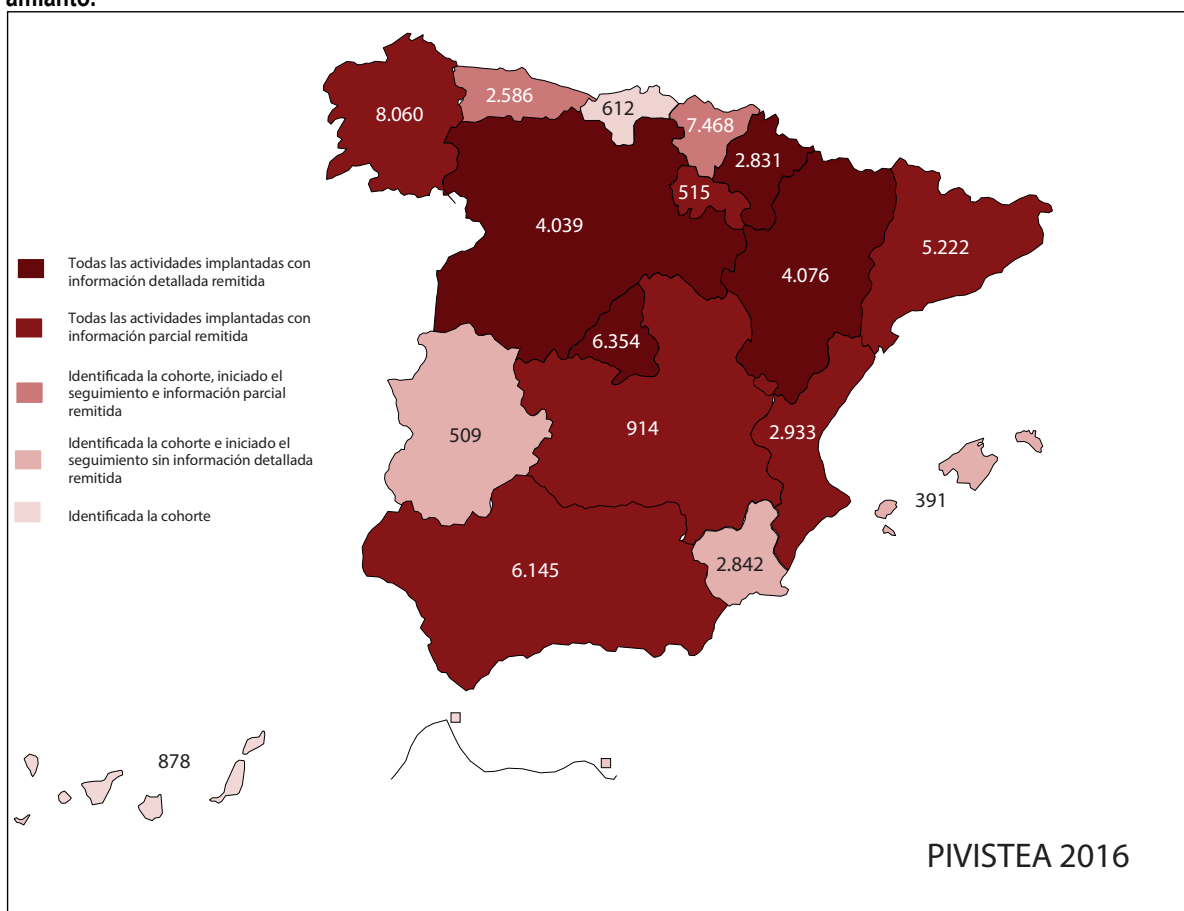 amianto.
8.060
2.586
612
7.468
2.831
515
4.039
5.222
4.076
6.354
Todas las actividades implantadas con
información detallada remitida
Todas las actividades implantadas con
información parcial remitida
Identificada la cohorte, iniciado el
seguimiento e información parcial
remitida
Identificada la cohorte e iniciado el
seguimiento sin información detallada
remitida
Identificada la cohorte
509
914
2.933
391
2.842
6.145
878
PIVISTEA 2016